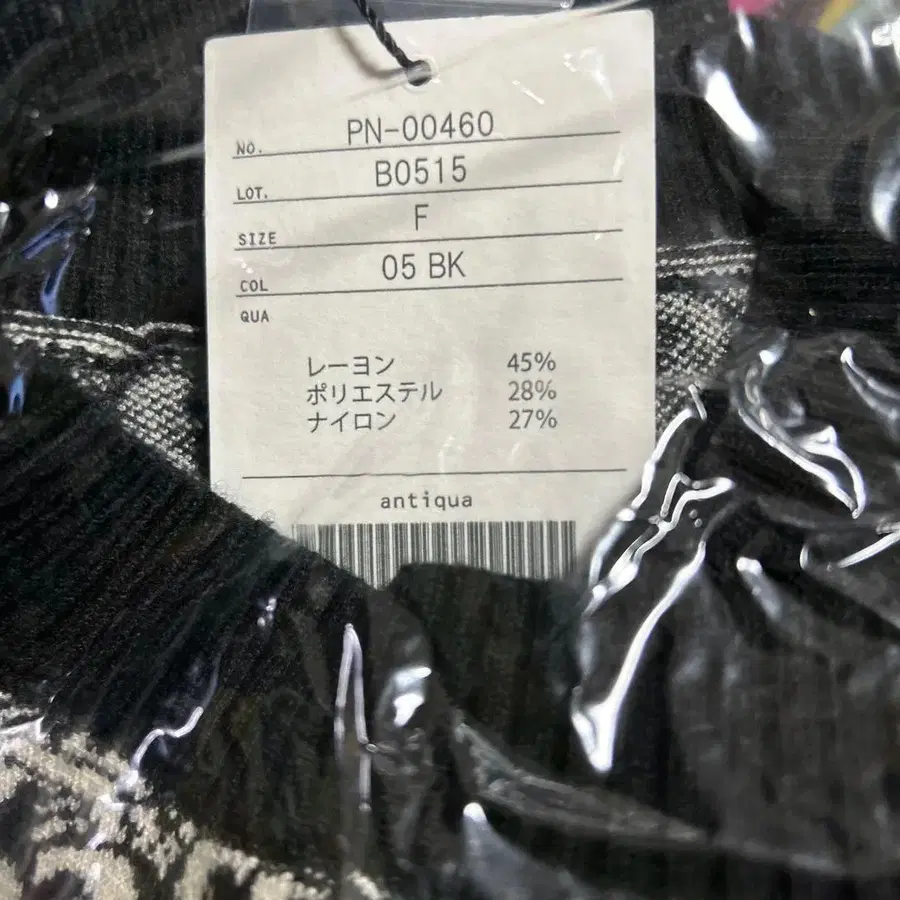 NO. PN-00460
LOT. B0515
SIZE F
COL 05 BK
QUA
レーヨン 45%
ポリエステル 28%
ナイロン 27%
antiqua